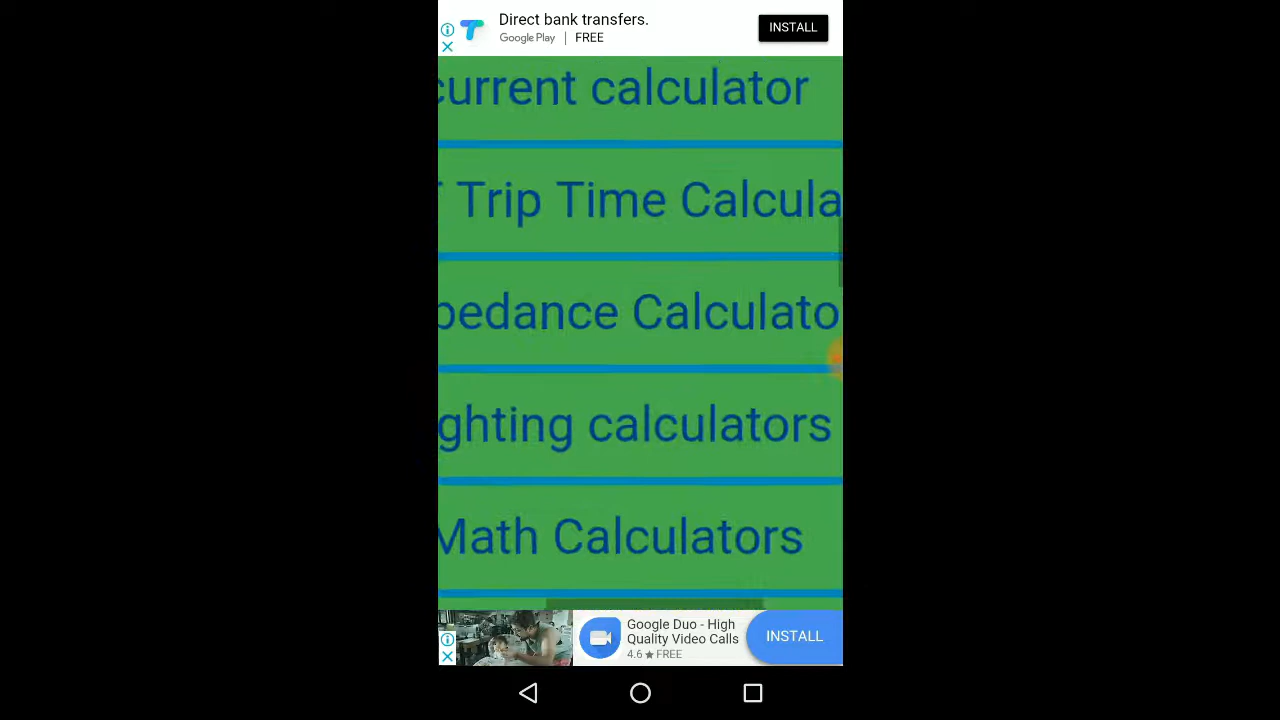 Direct bank transfers.
Google Play | FREE
INSTALL
current calculator
Trip Time Calcula
pedance Calculato
ghting calculators
Math Calculators
Google Duo - High
Quality Video Calls
4.6 ★ FREE
INSTALL